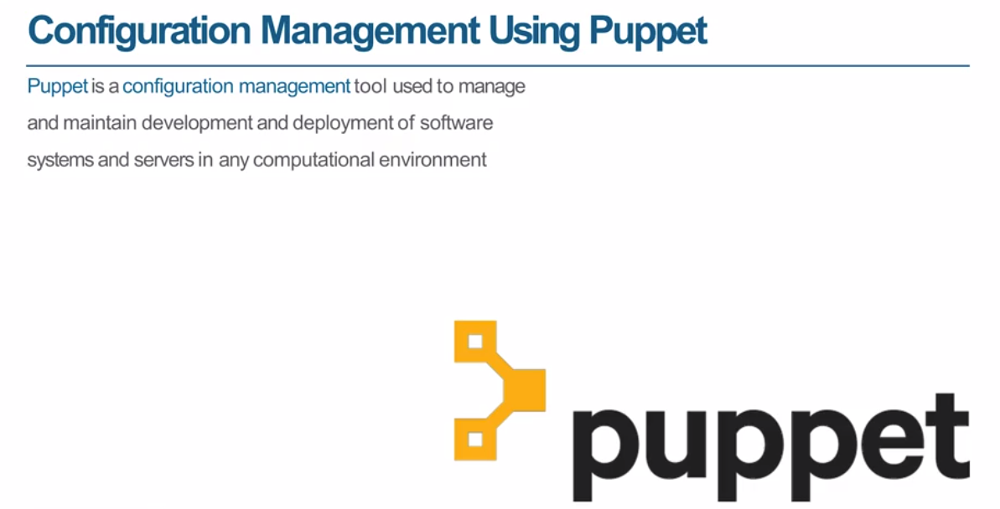 Configuration Management Using Puppet
Puppet is a configuration management tool used to manage
and maintain development and deployment of software
systems and servers in any computational environment
puppet